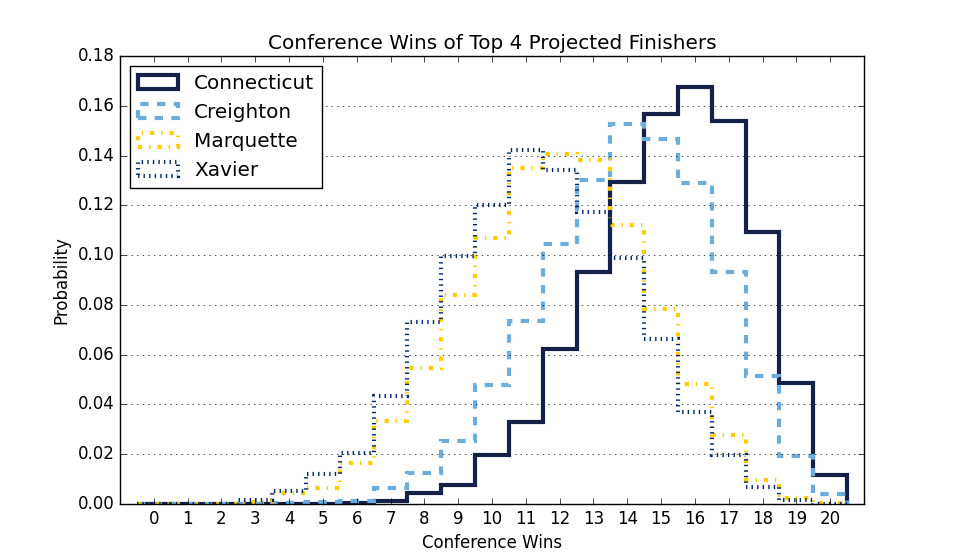 Conference Wins of Top 4 Projected Finishers
0.18
0.16
0.14
0.12
0.10
0.08
0.06
0.04
0.02
0.00
Probability
Connecticut
Creighton
Marquette
Xavier
0 1 2 3 4 5 6 7 8 9 10 11 12 13 14 15 16 17 18 19 20
Conference Wins